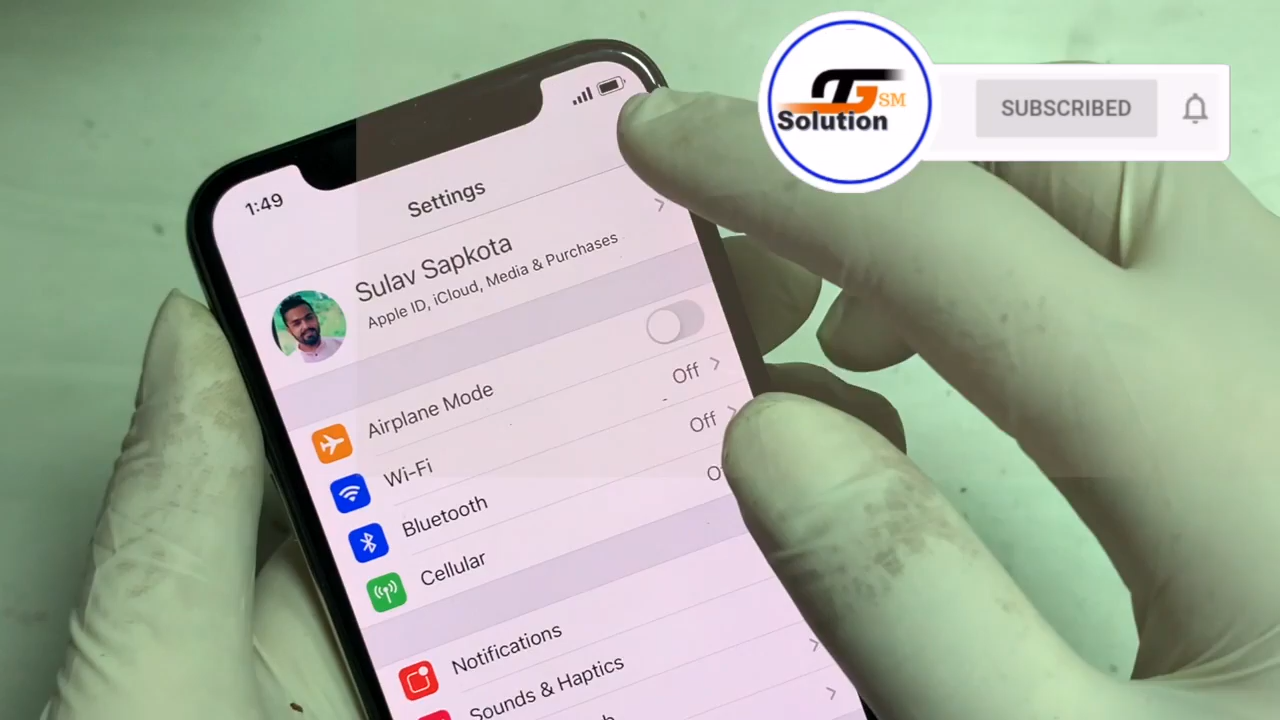 SM
Solution
SUBSCRIBED
1:49
Settings
Sulav Sapkota
Apple ID, iCloud, Media & Purchases
Airplane Mode
Wi-Fi
Off
Bluetooth
Off
Cellular
Notifications
Sounds & Haptics